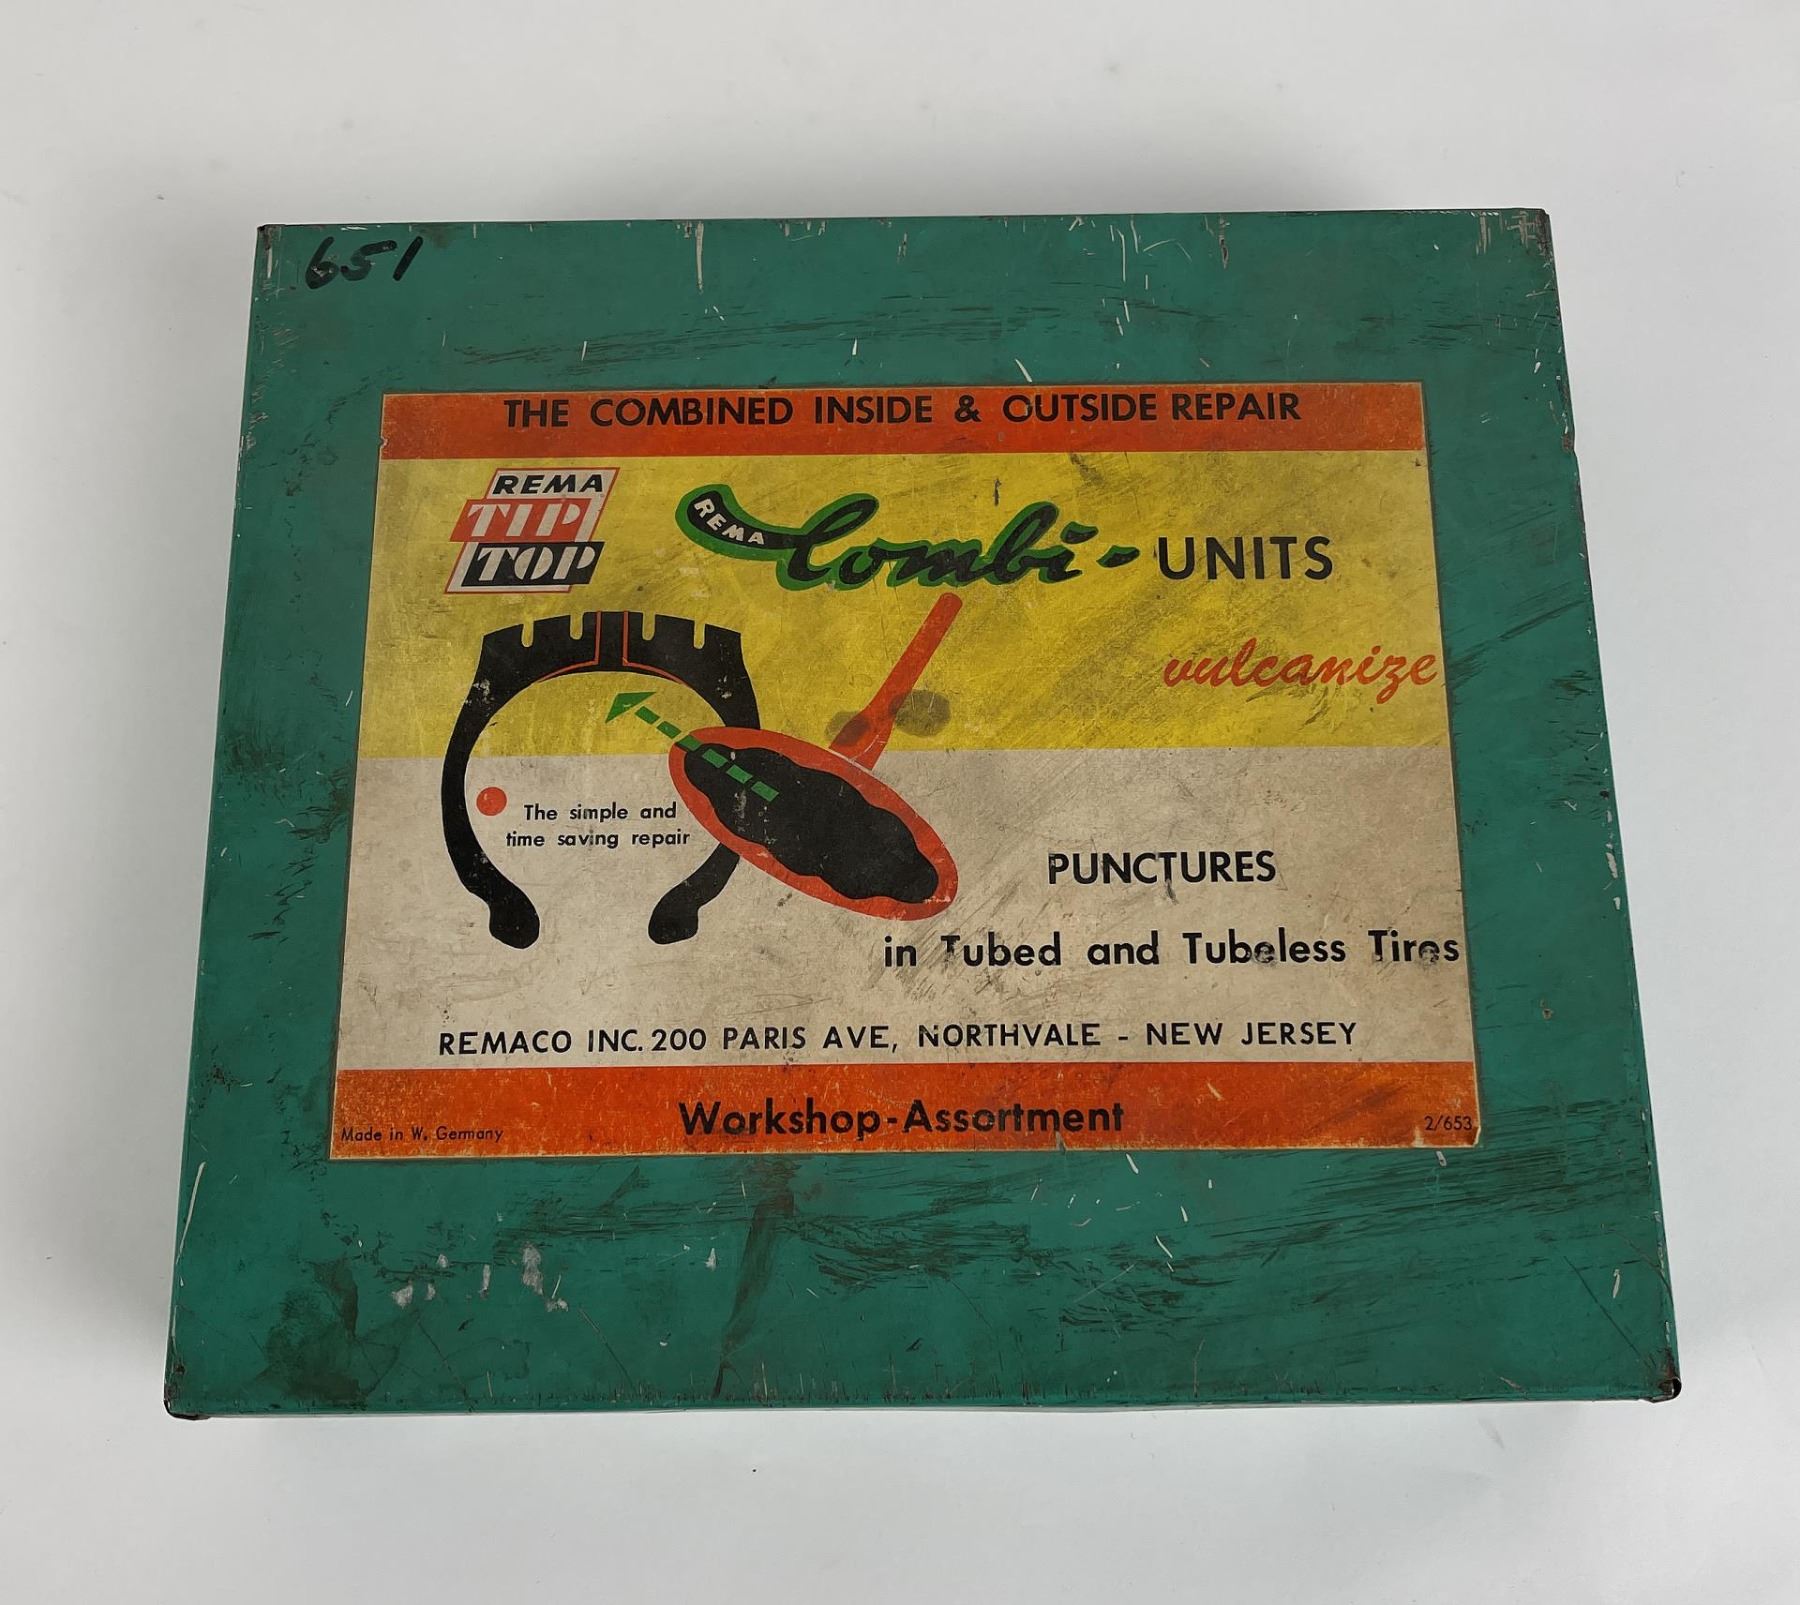 651
THE COMBINED INSIDE & OUTSIDE REPAIR
REMA
TIP
TOP
REMA Combi- UNITS
vulcanize
The simple and
time saving repair
PUNCTURES
in Tubed and Tubeless Tires
REMACO INC. 200 PARIS AVE, NORTHVALE - NEW JERSEY
Workshop-Assortment
Made in W. Germany
2/653